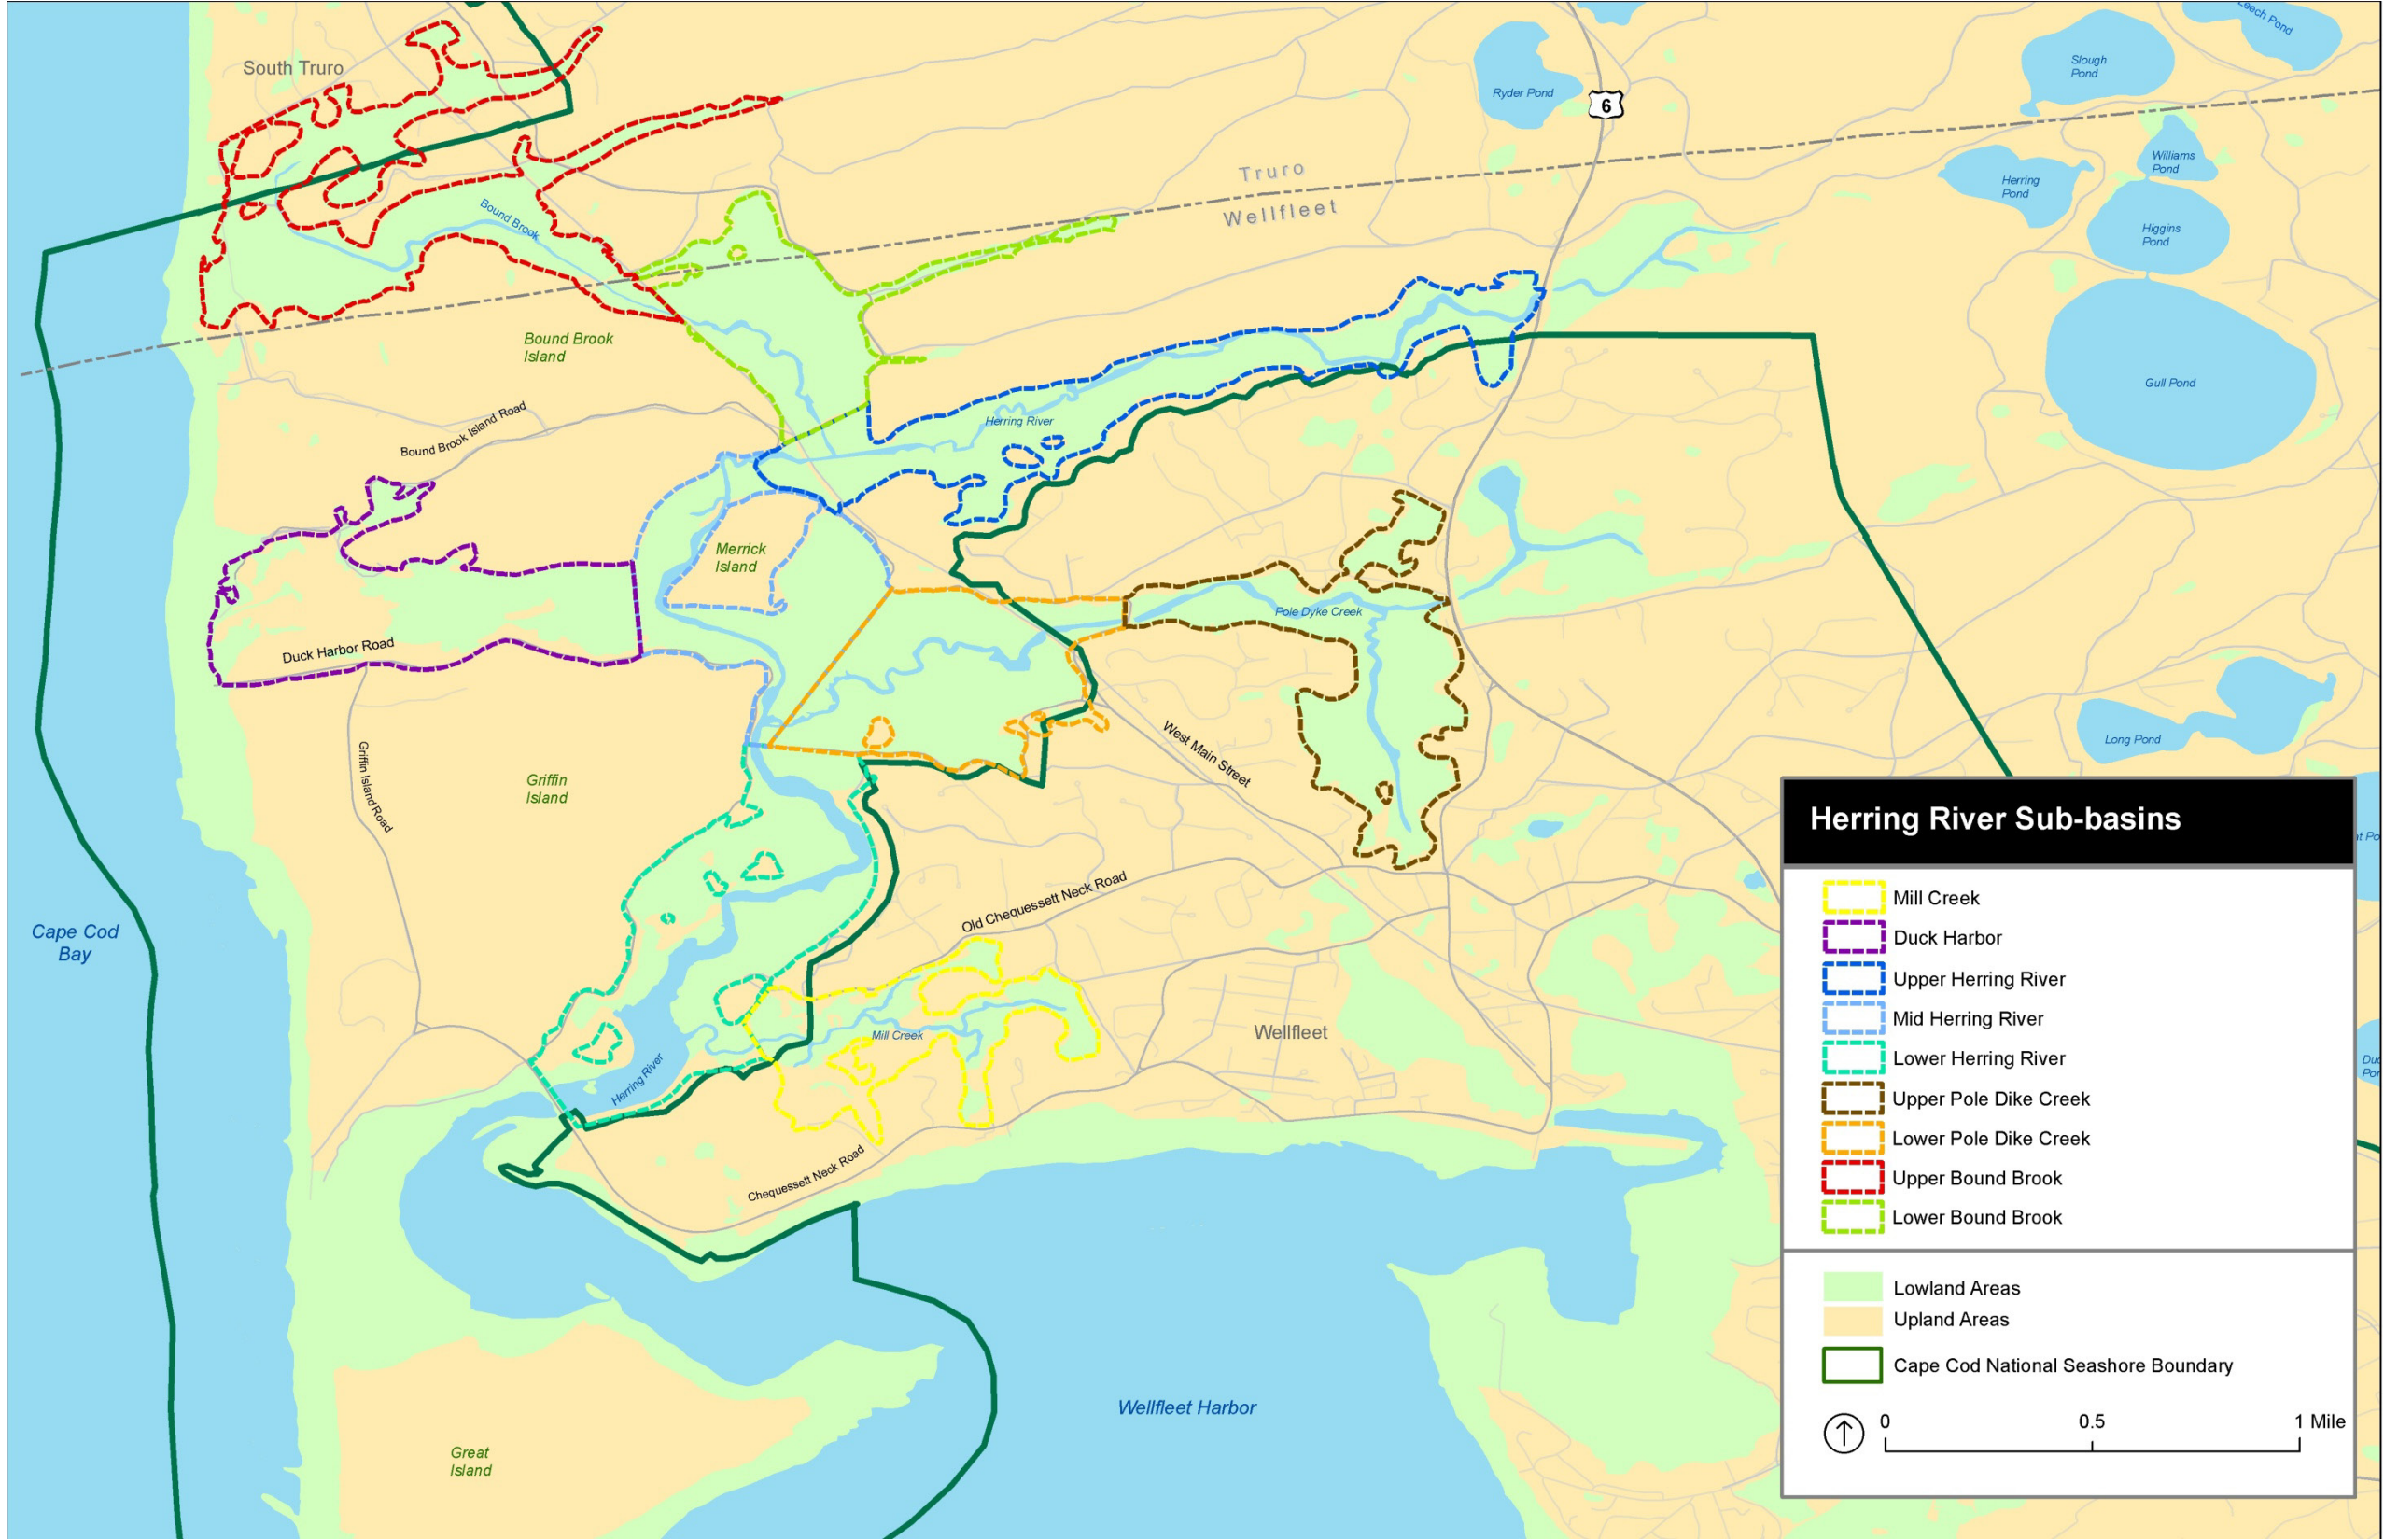 Leech Pond
South Truro
Slough
Pond
Ryder Pond
6
Truro
Wellfleet
Williams
Pond
Herring
Pond
Higgins
Pond
Bound Brook
Bound Brook
Island
Gull Pond
Bound Brook Island Road
Herring River
Merrick
Island
Pole Dyke Creek
Duck Harbor Road
West Main Street
Long Pond
Griffin Island Road
Griffin
Island
Old Chequessett Neck Road
Cape Cod
Bay
Mill Creek
Wellfleet
Herring River
Chequessett Neck Road
Wellfleet Harbor
Great
Island
Herring River Sub-basins
Mill Creek
Duck Harbor
Upper Herring River
Mid Herring River
Lower Herring River
Upper Pole Dike Creek
Lower Pole Dike Creek
Upper Bound Brook
Lower Bound Brook
Lowland Areas
Upland Areas
Cape Cod National Seashore Boundary
0 0.5 1 Mile